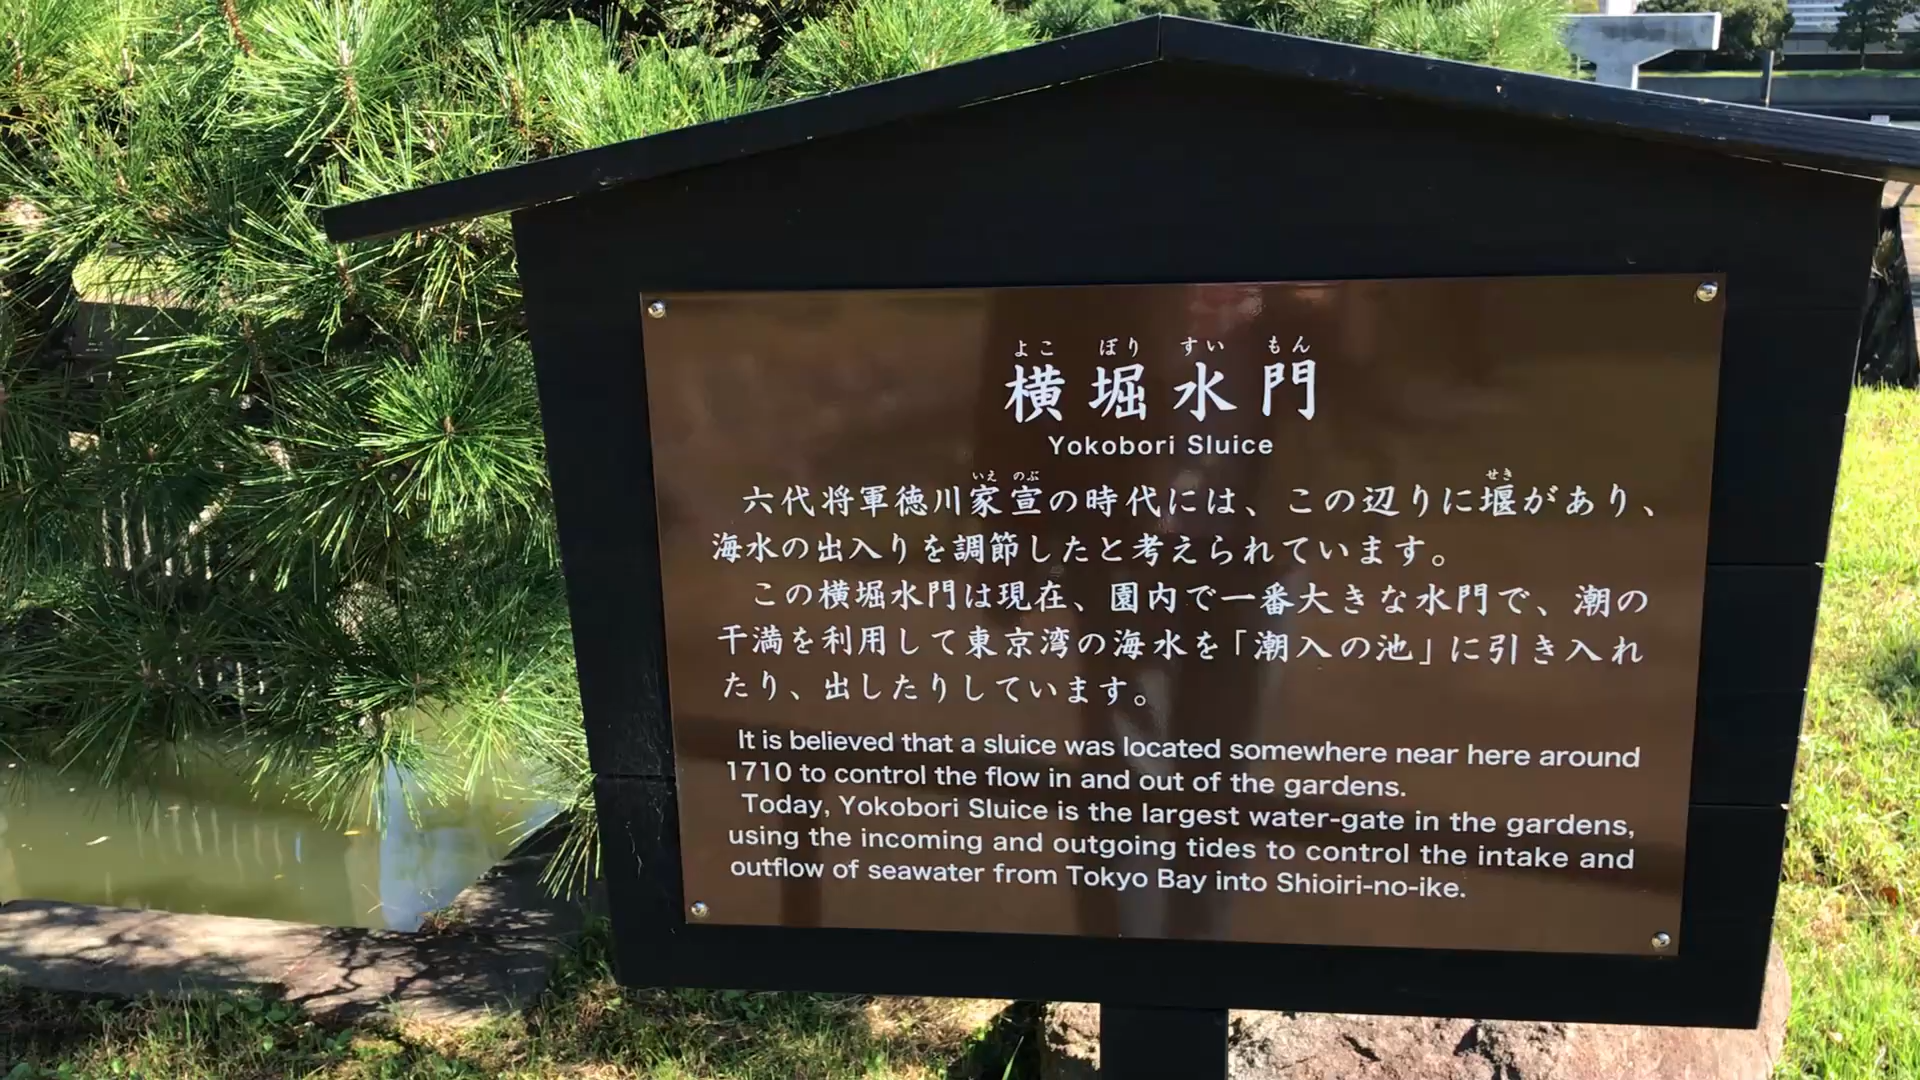 よこ ぼり すい もん
横堀水門
Yokobori Sluice
いえ のぶ せき
六代将軍徳川家宣の時代には、この辺りに堰があり、
海水の出入りを調節したと考えられています。
この横堀水門は現在、園内で一番大きな水門で、潮の
干満を利用して東京湾の海水を「潮入の池」に引き入れ
たり、出したりしています。
It is believed that a sluice was located somewhere near here around
1710 to control the flow in and out of the gardens.
Today, Yokobori Sluice is the largest water-gate in the gardens,
using the incoming and outgoing tides to control the intake and
outflow of seawater from Tokyo Bay into Shioiri-no-ike.